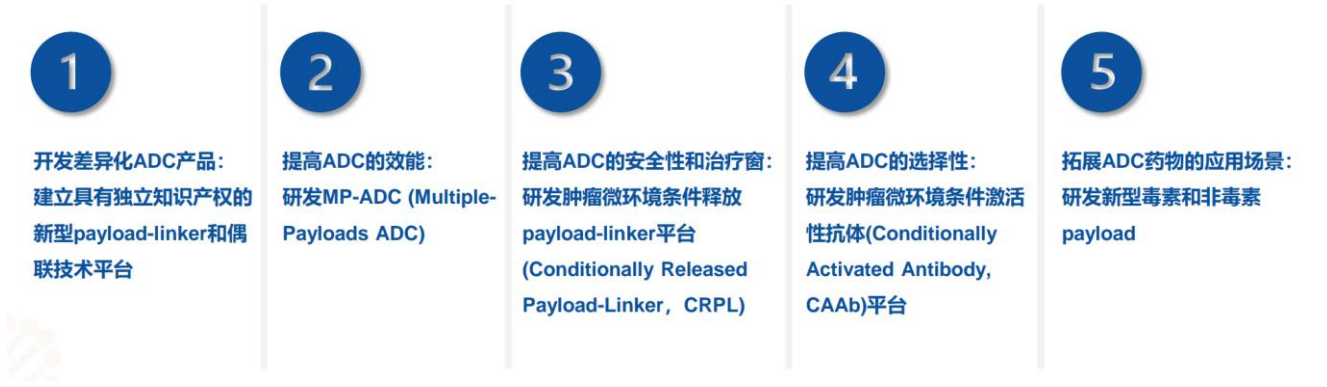 1
开发差异化ADC产品：
建立具有独立知识产权的
新型payload-linker和偶
联技术平台
2
提高ADC的效能：
研发MP-ADC (Multiple-
Payloads ADC)
3
提高ADC的安全性和治疗窗：
研发肿瘤微环境条件释放
payload-linker平台
(Conditionally Released
Payload-Linker，CRPL)
4
提高ADC的选择性：
研发肿瘤微环境条件激活
性抗体(Conditionally
Activated Antibody,
CAAb)平台
5
拓展ADC药物的应用场景：
研发新型毒素和非毒素
payload